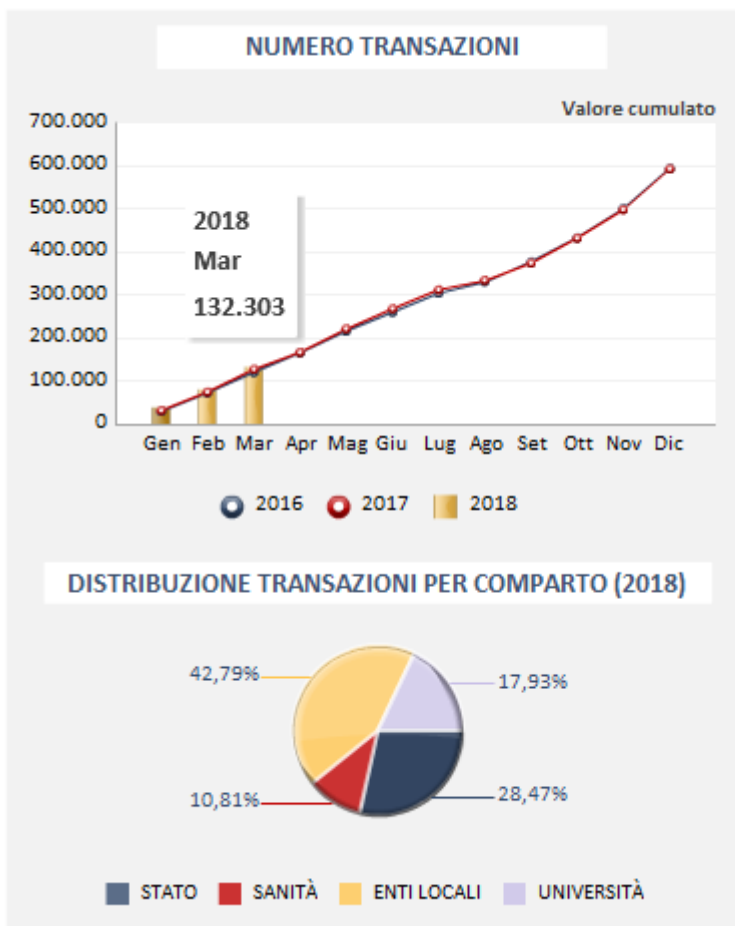 NUMERO TRANSAZIONI
Valore cumulato
700.000
600.000
500.000
400.000
300.000
200.000
100.000
0
2018
Mar
132.303
Gen Feb Mar Apr Mag Giu Lug Ago Set Ott Nov Dic
2016 2017 2018
DISTRIBUZIONE TRANSAZIONI PER COMPARTO (2018)
42,79% 17,93%
10,81% 28,47%
STATO SANITÀ ENTI LOCALI UNIVERSITÀ